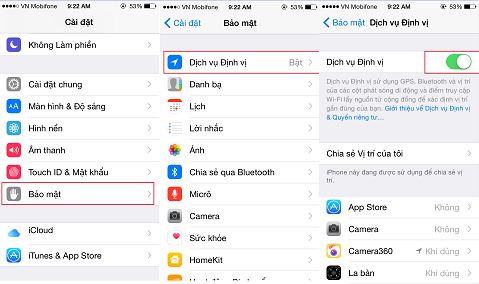 VN Mobifone 9:22 AM 53%
Cài đặt
Không Làm phiền
Cài đặt chung
AA Màn hình & Độ sáng
Hình nền
Âm thanh
Touch ID & Mật khẩu
Bảo mật
iCloud
iTunes & App Store
VN Mobifone 9:22 AM 53%
Cài đặt Bảo mật
Dịch vụ Định vị Bật
Danh bạ
Lịch
Lời nhắc
Ảnh
Chia sẻ qua Bluetooth
Micrô
Camera
Sức khỏe
HomeKit
VN Mobifone 9:22 AM 53%
Bảo mật Dịch vụ Định vị
Dịch vụ Định vị
Dịch vụ Định vị sử dụng GPS, Bluetooth và vị trí
của các cột phát sóng di động và điểm truy cập
Wi-Fi lấy nguồn từ cộng đồng để xác định vị trí
gần đúng của bạn. Giới thiệu về Dịch vụ Định vị
& Quyền riêng tư...
Chia sẻ Vị trí của tôi
iPhone này đang được sử dụng để chia sẻ vị
trí.
App Store Không
Camera Không
Camera360 Khi dùng
La bàn Khi dùng